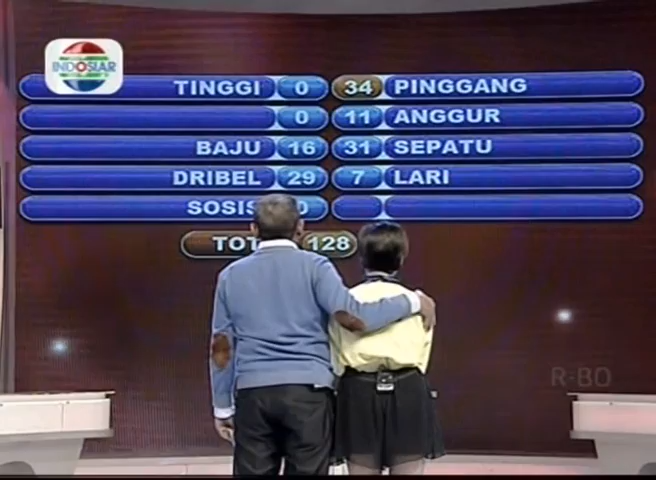 INDOSIAR
TINGGI 0 34 PINGGANG
0 11 ANGGUR
BAJU 16 31 SEPATU
DRIBEL 29 7 LARI
SOSIS 0
TOT 128
R-BO